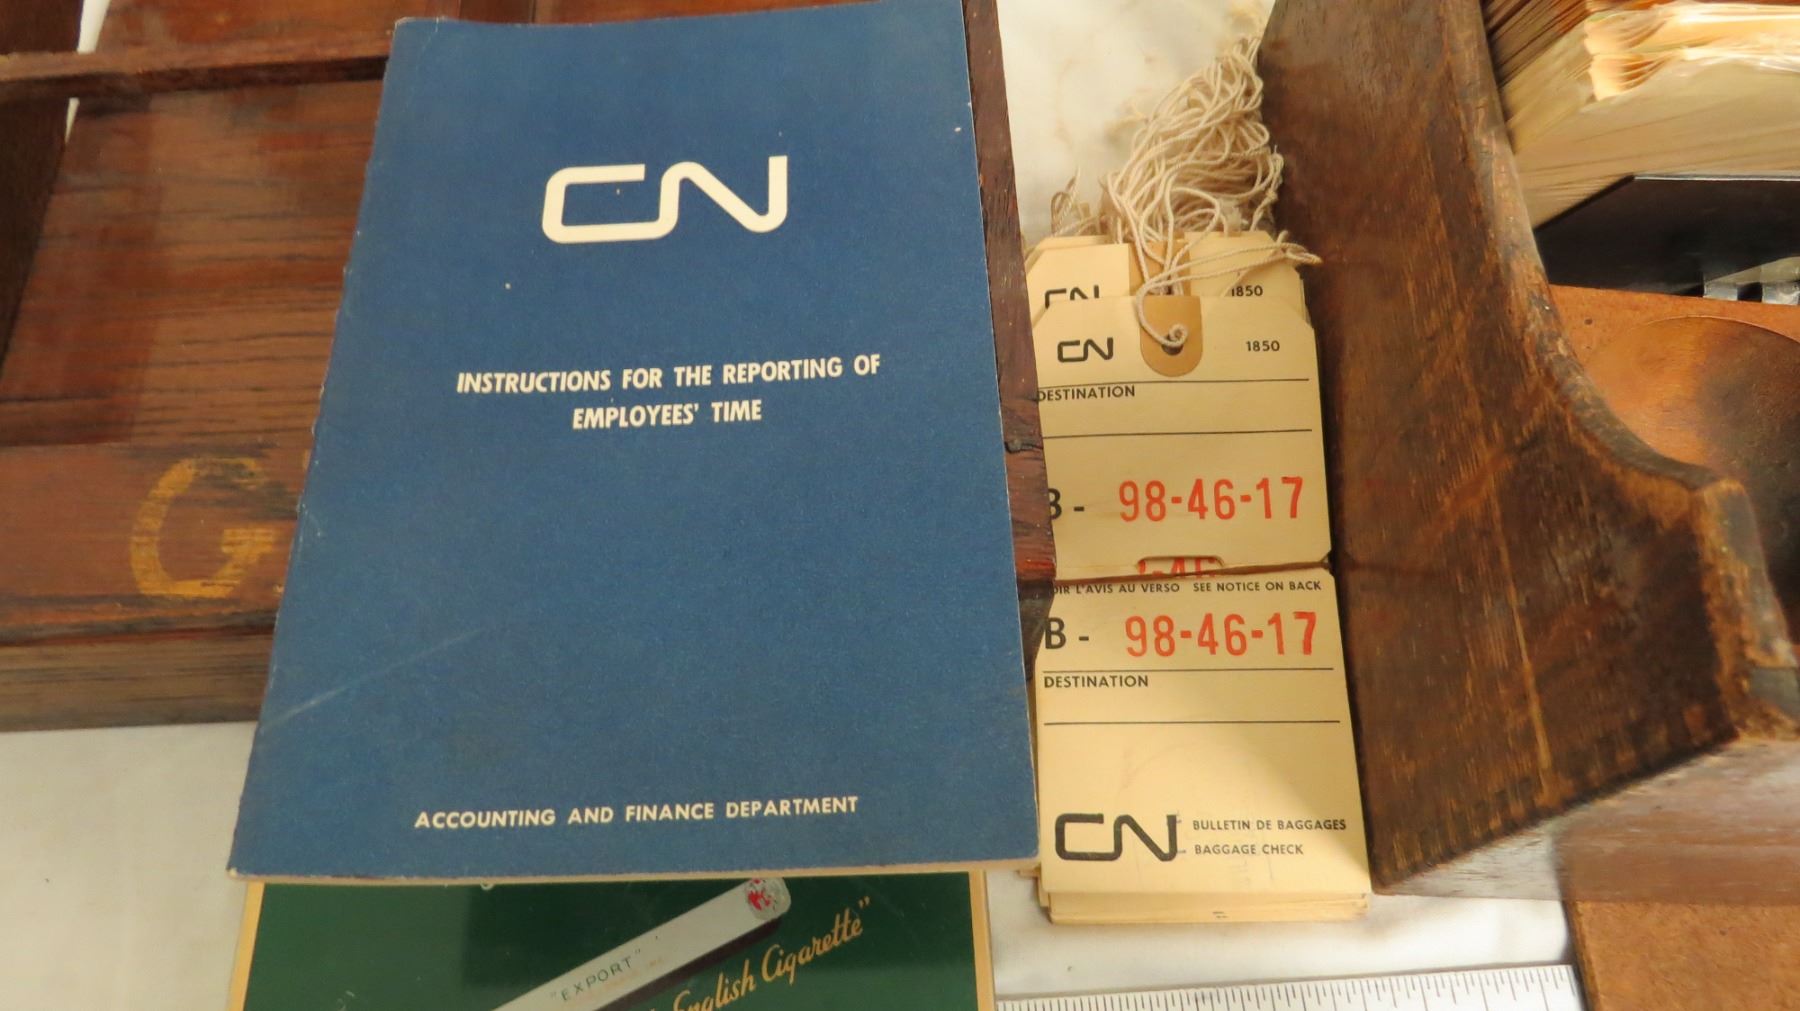 CN
INSTRUCTIONS FOR THE REPORTING OF
EMPLOYEES' TIME
ACCOUNTING AND FINANCE DEPARTMENT
G
"EXPORT"
English Cigarette"
CN 1850
CN 1850
DESTINATION
B - 98-46-17
-46
OIR L'AVIS AU VERSO SEE NOTICE ON BACK
B - 98-46-17
DESTINATION
CN BULLETIN DE BAGGAGES
BAGGAGE CHECK